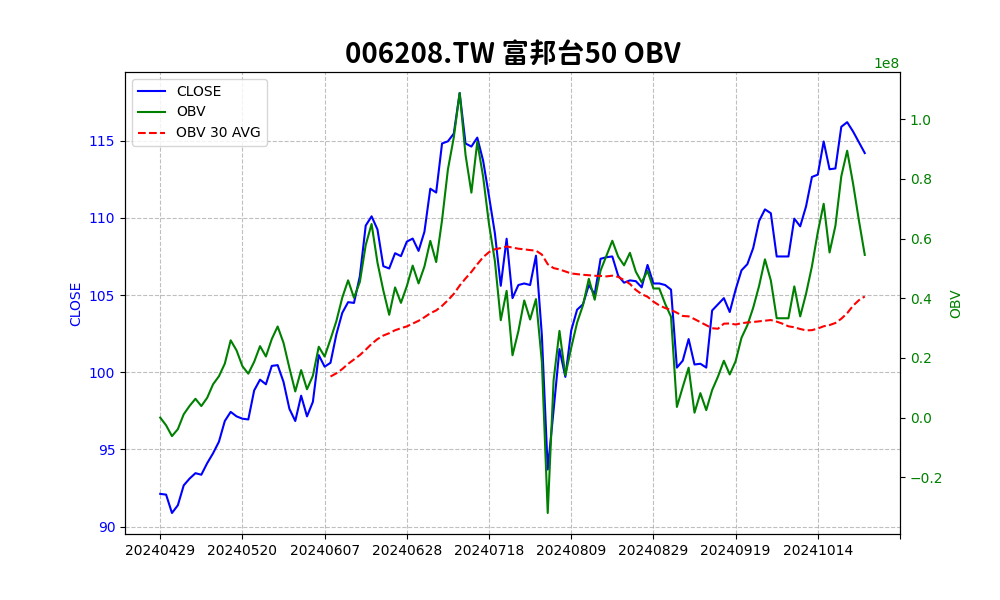 006208.TW 富邦台50 OBV
1e8
CLOSE
OBV
OBV 30 AVG
115
110
105
100
95
90
CLOSE
1.0
0.8
0.6
0.4
0.2
0.0
−0.2
OBV
20240429 20240520 20240607 20240628 20240718 20240809 20240829 20240919 20241014